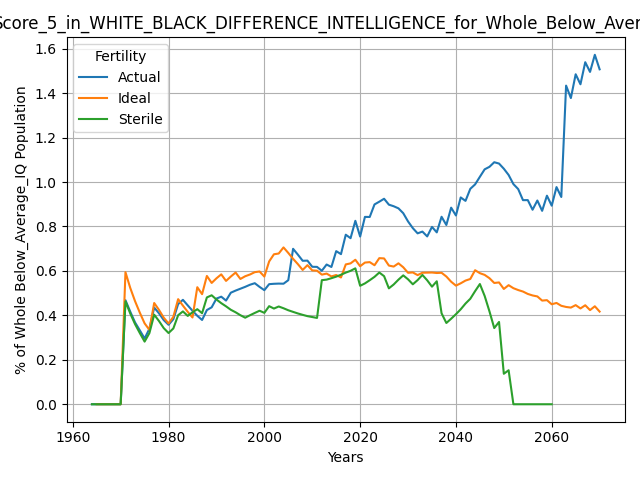 Score_5_in_WHITE_BLACK_DIFFERENCE_INTELLIGENCE_for_Whole_Below_Aver
Fertility
Actual
Ideal
Sterile
% of Whole Below_Average_IQ Population
1.6
1.4
1.2
1.0
0.8
0.6
0.4
0.2
0.0
1960 1980 2000 2020 2040 2060
Years